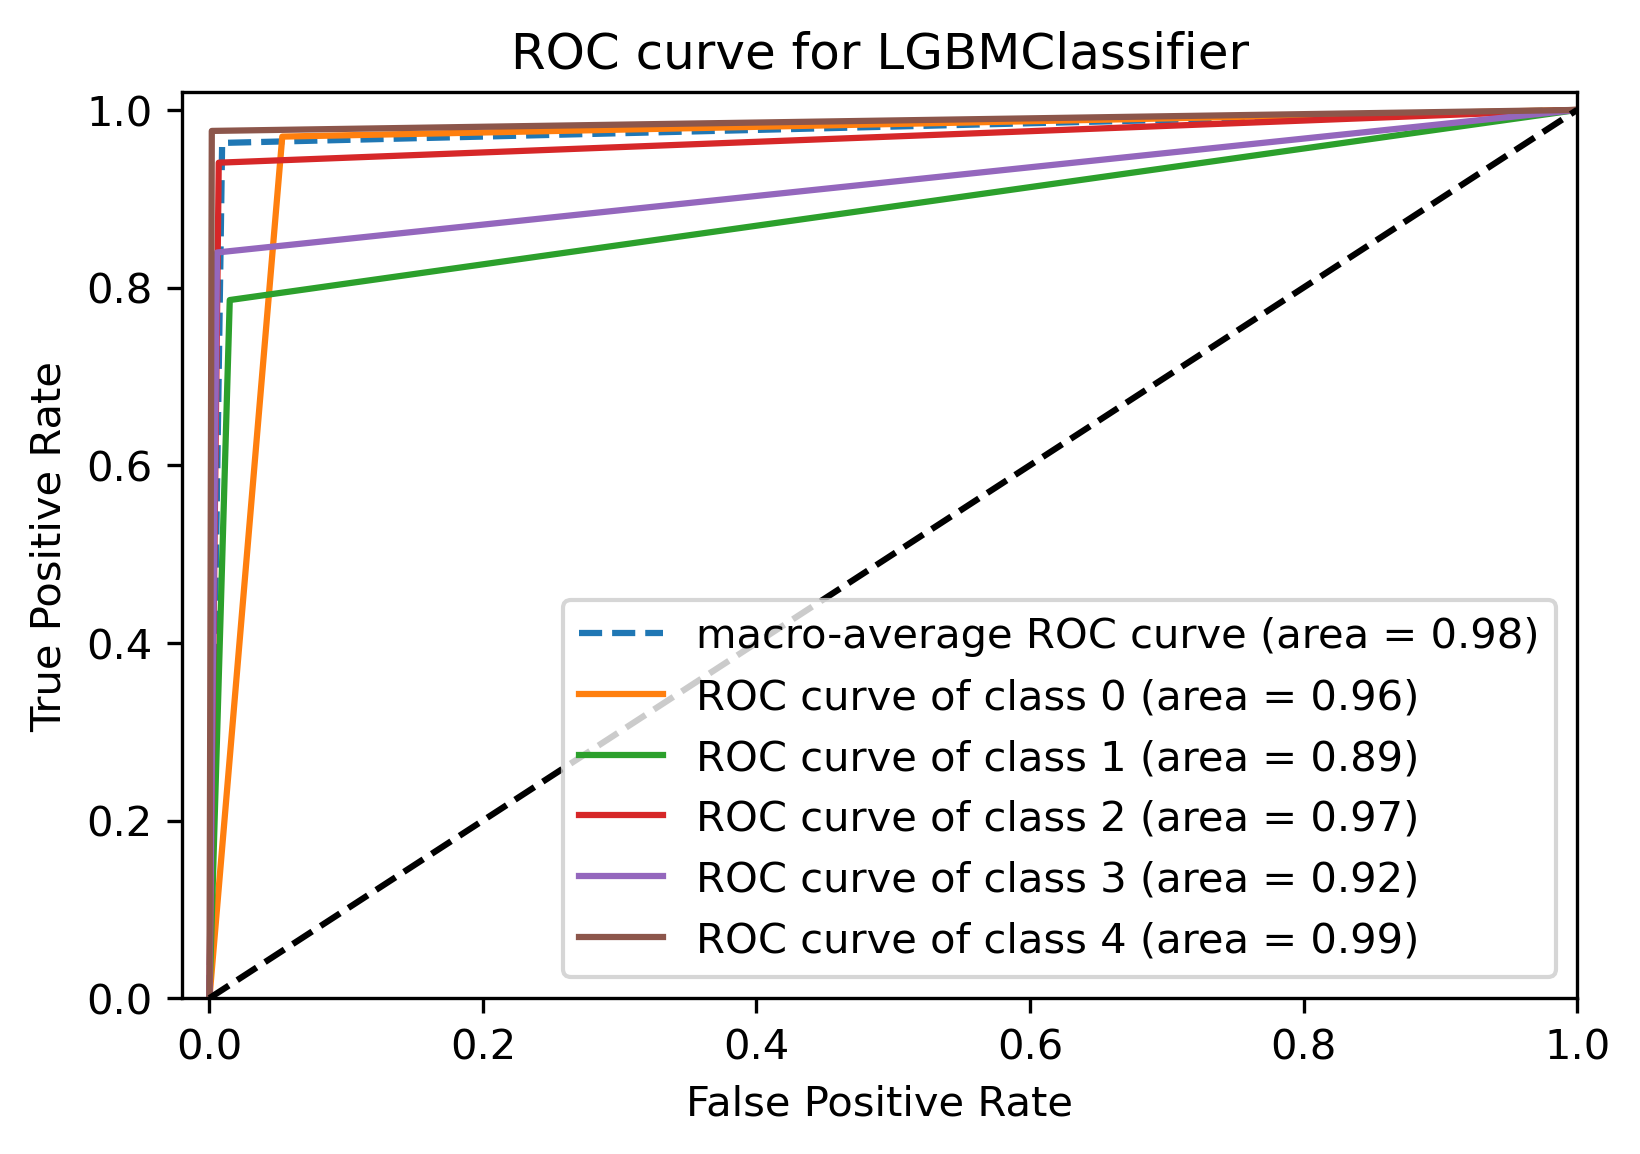 ROC curve for LGBMClassifier
1.0
0.8
0.6
0.4
0.2
0.0
True Positive Rate
macro-average ROC curve (area = 0.98)
ROC curve of class 0 (area = 0.96)
ROC curve of class 1 (area = 0.89)
ROC curve of class 2 (area = 0.97)
ROC curve of class 3 (area = 0.92)
ROC curve of class 4 (area = 0.99)
0.0 0.2 0.4 0.6 0.8 1.0
False Positive Rate